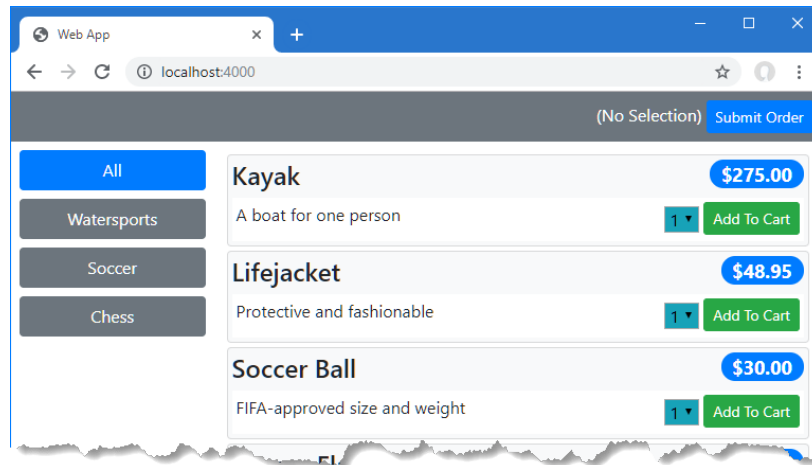 Web App
localhost:4000
(No Selection) Submit Order
All
Watersports
Soccer
Chess
Kayak $275.00
A boat for one person 1 Add To Cart
Lifejacket $48.95
Protective and fashionable 1 Add To Cart
Soccer Ball $30.00
FIFA-approved size and weight 1 Add To Cart